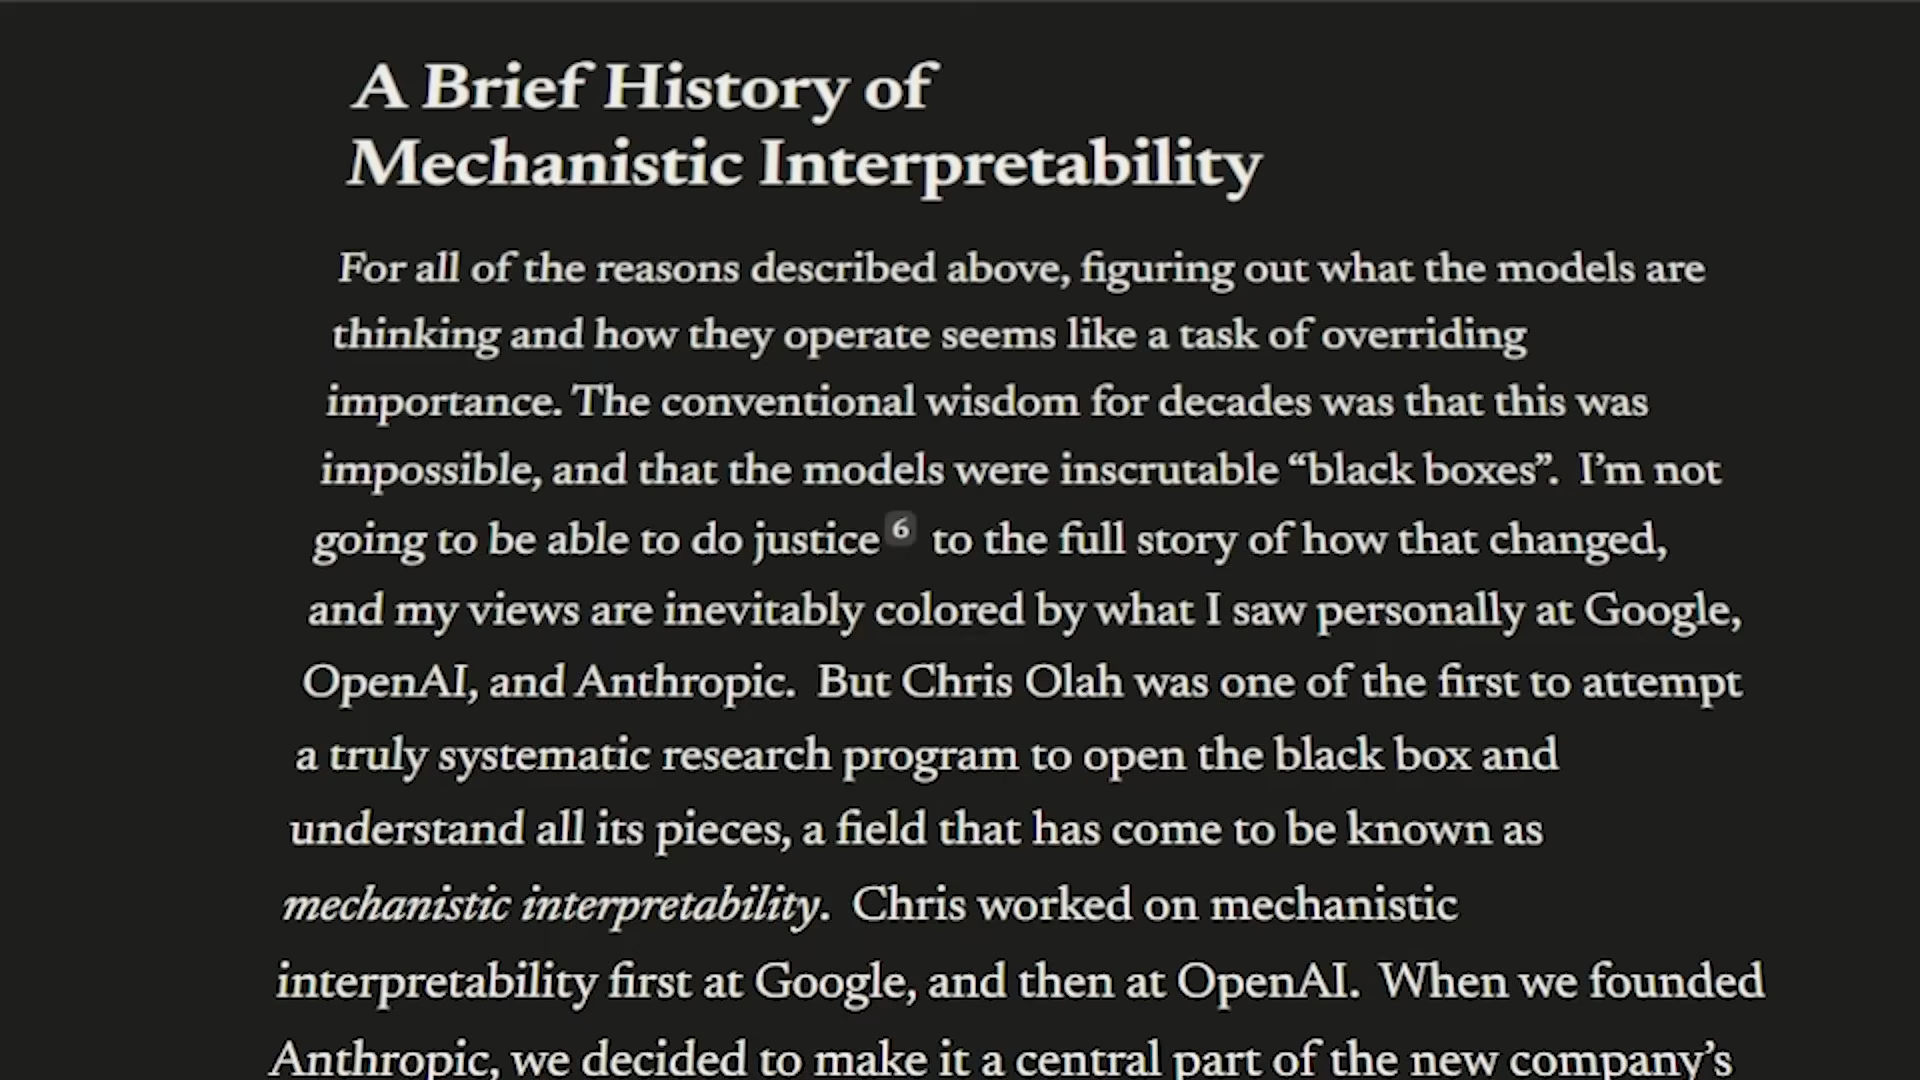 A Brief History of
Mechanistic Interpretability
For all of the reasons described above, figuring out what the models are
thinking and how they operate seems like a task of overriding
importance. The conventional wisdom for decades was that this was
impossible, and that the models were inscrutable “black boxes”.  I’m not
going to be able to do justice 6 to the full story of how that changed,
and my views are inevitably colored by what I saw personally at Google,
OpenAI, and Anthropic.  But Chris Olah was one of the first to attempt
a truly systematic research program to open the black box and
understand all its pieces, a field that has come to be known as
mechanistic interpretability.  Chris worked on mechanistic
interpretability first at Google, and then at OpenAI.  When we founded
Anthropic, we decided to make it a central part of the new company’s